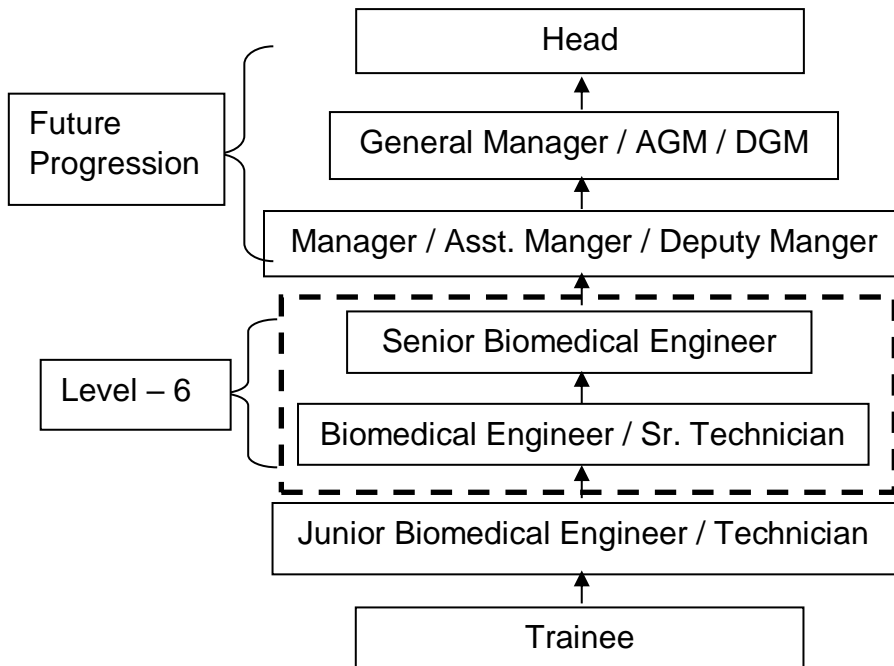 Head
Future
Progression
General Manager / AGM / DGM
Manager / Asst. Manger / Deputy Manger
Senior Biomedical Engineer
Level – 6
Biomedical Engineer / Sr. Technician
Junior Biomedical Engineer / Technician
Trainee